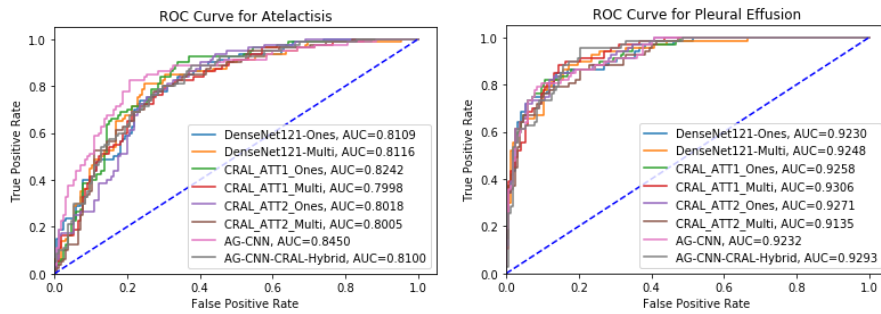 ROC Curve for Atelactisis
True Positive Rate
1.0
0.8
0.6
0.4
0.2
0.0
DenseNet121-Ones, AUC=0.8109
DenseNet121-Multi, AUC=0.8116
CRAL_ATT1_Ones, AUC=0.8242
CRAL_ATT1_Multi, AUC=0.7998
CRAL_ATT2_Ones, AUC=0.8018
CRAL_ATT2_Multi, AUC=0.8005
AG-CNN, AUC=0.8450
AG-CNN-CRAL-Hybrid, AUC=0.8100
0.0 0.2 0.4 0.6 0.8 1.0
False Positive Rate
ROC Curve for Pleural Effusion
True Positive Rate
1.0
0.8
0.6
0.4
0.2
0.0
DenseNet121-Ones, AUC=0.9230
DenseNet121-Multi, AUC=0.9248
CRAL_ATT1_Ones, AUC=0.9258
CRAL_ATT1_Multi, AUC=0.9306
CRAL_ATT2_Ones, AUC=0.9271
CRAL_ATT2_Multi, AUC=0.9135
AG-CNN, AUC=0.9232
AG-CNN-CRAL-Hybrid, AUC=0.9293
0.0 0.2 0.4 0.6 0.8 1.0
False Positive Rate